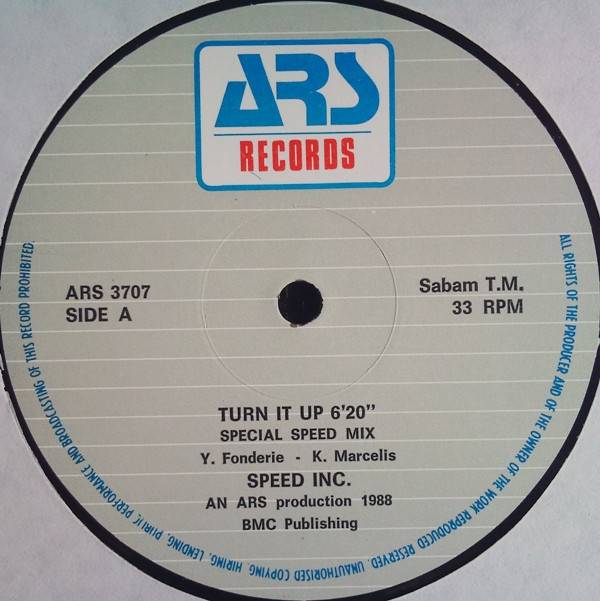 ARS
RECORDS
ARS 3707
SIDE A
Sabam T.M.
33 RPM
TURN IT UP 6'20"
SPECIAL SPEED MIX
Y. Fonderie - K. Marcelis
SPEED INC.
AN ARS production 1988
BMC Publishing
ALL RIGHTS OF THE PRODUCER AND OF THE OWNER OF THE WORK REPRODUCED RESERVED. UNAUTHORISED COPYING, HIRING, LENDING, PUBLIC PERFORMANCE AND BROADCASTING OF THIS RECORD PROHIBITED.